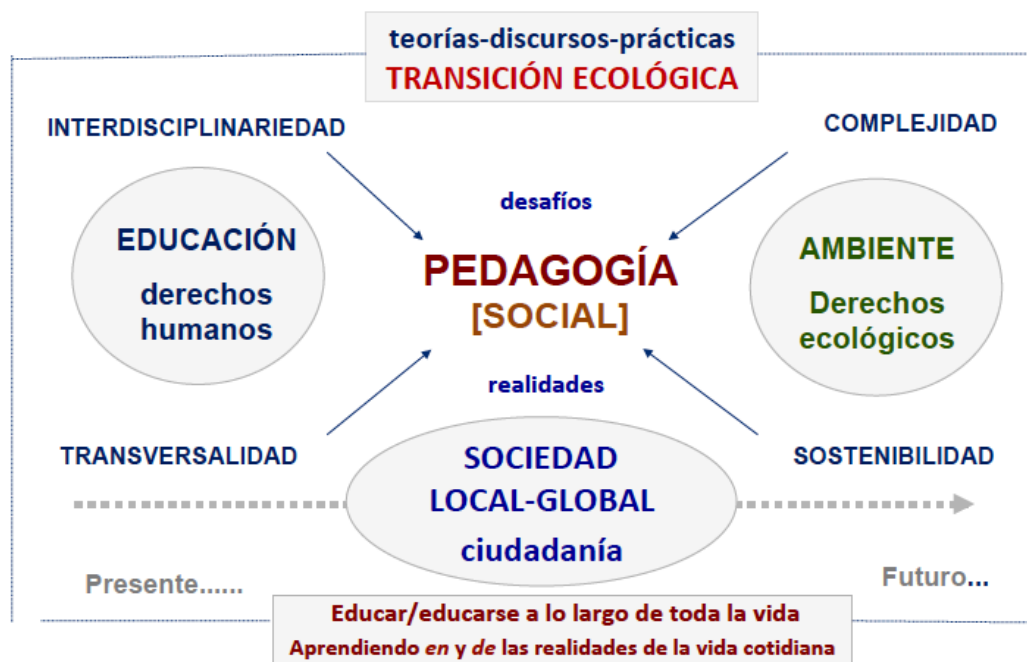 teorías-discursos-prácticas
TRANSICIÓN ECOLÓGICA
INTERDISCIPLINARIEDAD
COMPLEJIDAD
desafíos
EDUCACIÓN
derechos
humanos
PEDAGOGÍA
[SOCIAL]
AMBIENTE
Derechos
ecológicos
realidades
TRANSVERSALIDAD
SOCIEDAD
LOCAL-GLOBAL
ciudadanía
SOSTENIBILIDAD
Presente......
Futuro...
Educar/educarse a lo largo de toda la vida
Aprendiendo en y de las realidades de la vida cotidiana